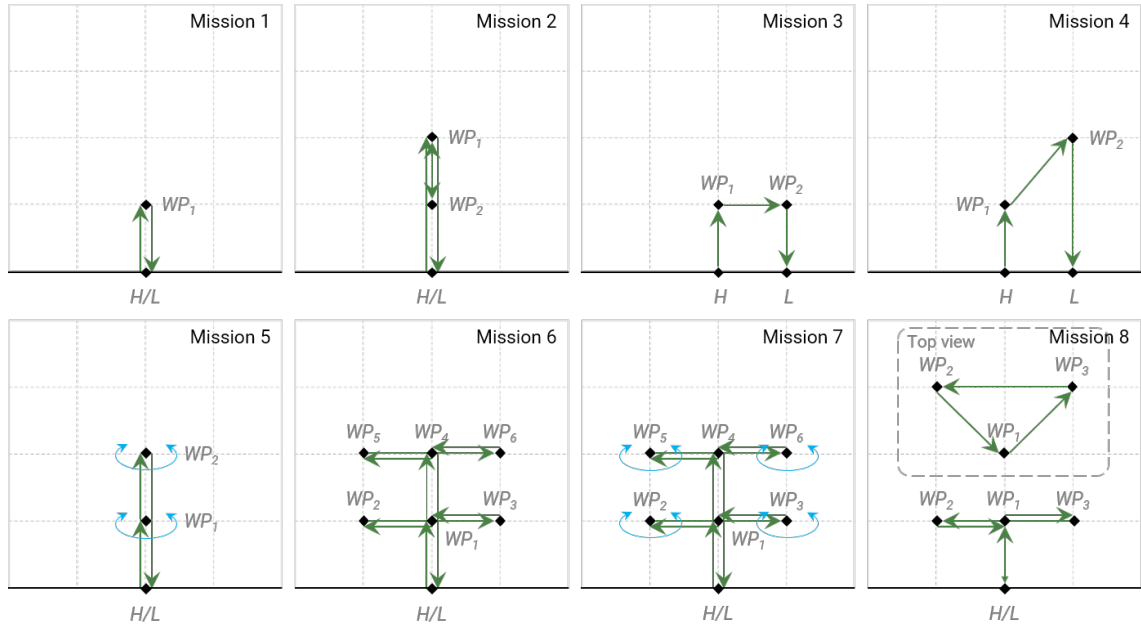 Mission 1
WP₁
H/L
Mission 2
WP₁
WP₂
H/L
Mission 3
WP₁ WP₂
H L
Mission 4
WP₂
WP₁
H L
Mission 5
WP₂
WP₁
H/L
Mission 6
WP₅ WP₄ WP₆
WP₂ WP₃
WP₁
H/L
Mission 7
WP₅ WP₄ WP₆
WP₂ WP₃
WP₁
H/L
Mission 8
Top view
WP₂ WP₃
WP₁
WP₂ WP₁ WP₃
H/L